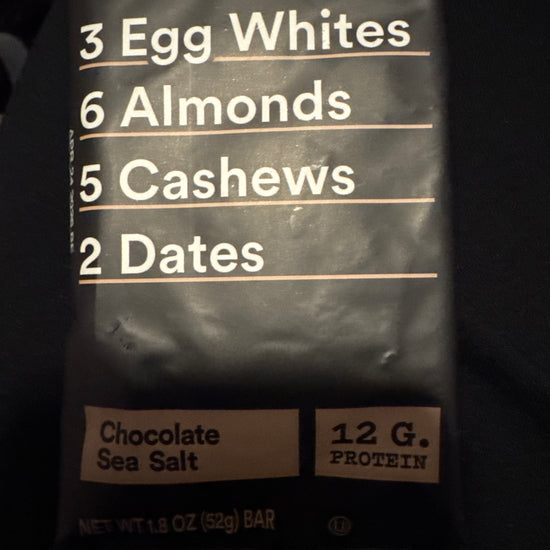 3 Egg Whites
6 Almonds
5 Cashews
2 Dates
Chocolate
Sea Salt
12 G.
PROTEIN
NET WT 1.8 OZ (52g) BAR
U